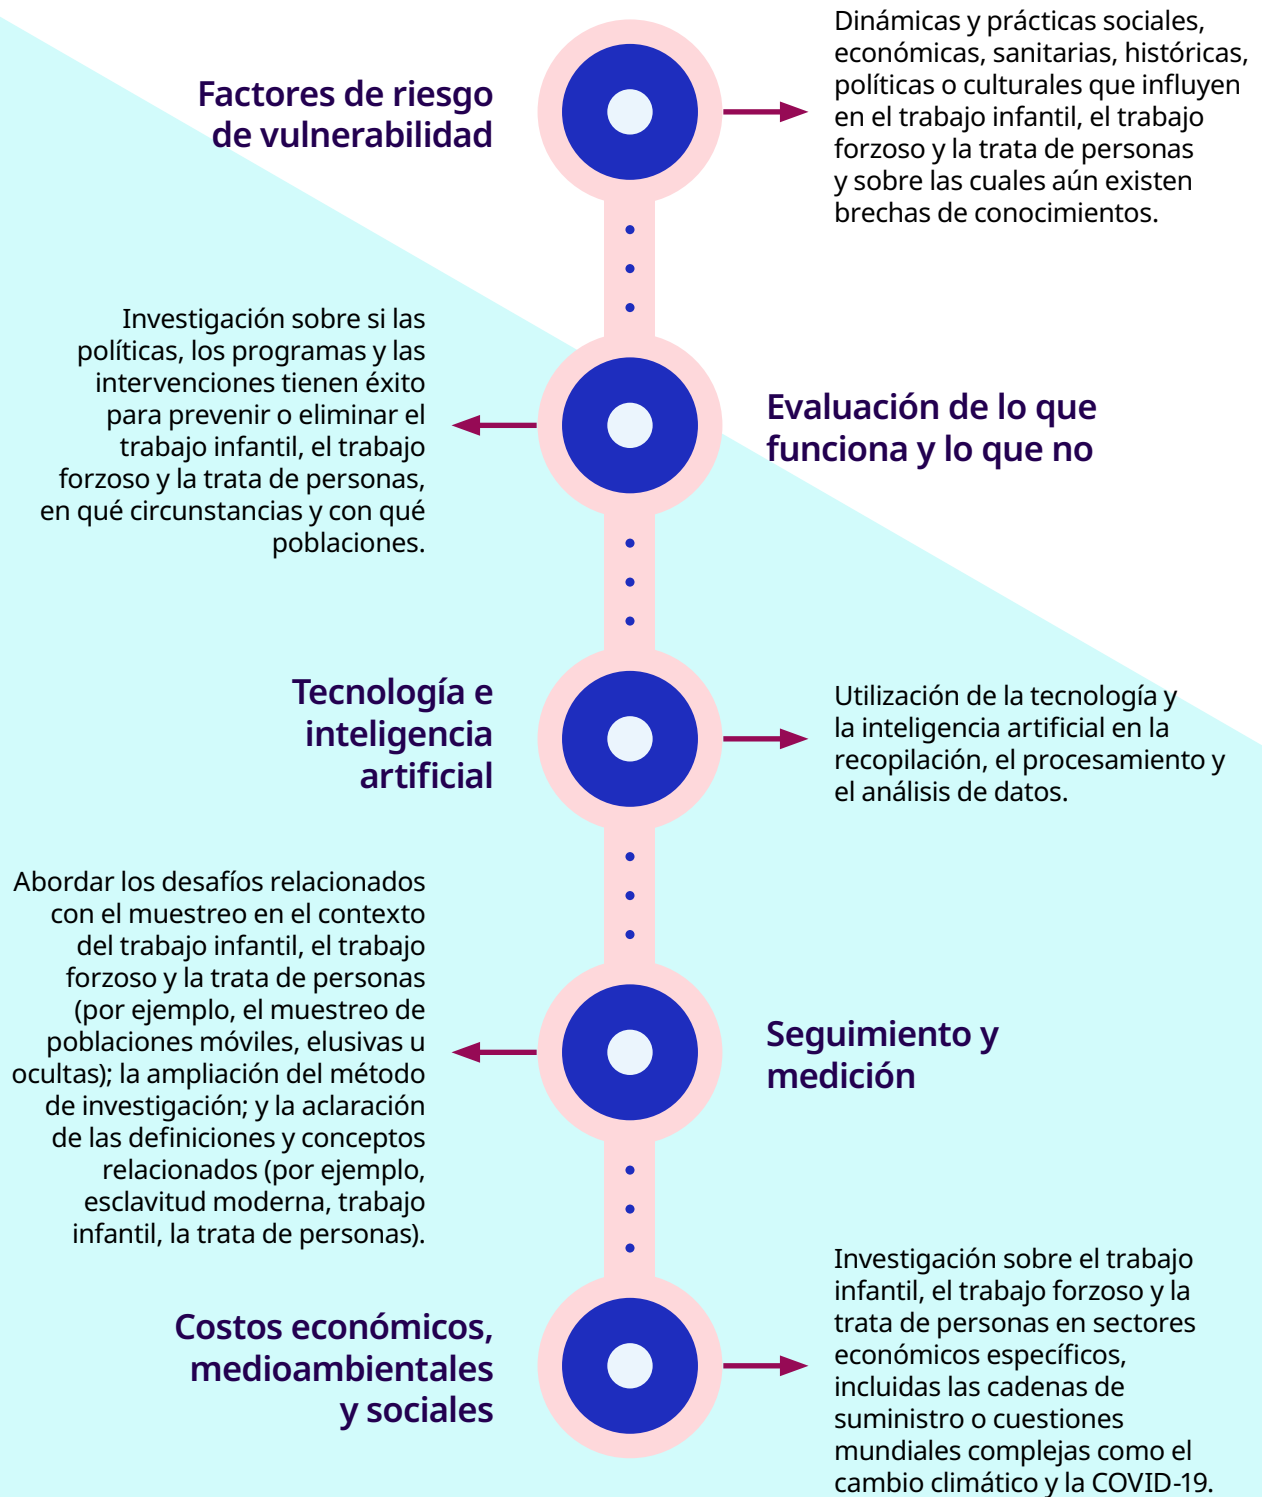 Factores de riesgo
de vulnerabilidad
Dinámicas y prácticas sociales,
económicas, sanitarias, históricas,
políticas o culturales que influyen
en el trabajo infantil, el trabajo
forzoso y la trata de personas
y sobre las cuales aún existen
brechas de conocimientos.
Evaluación de lo que
funciona y lo que no
Investigación sobre si las
políticas, los programas y las
intervenciones tienen éxito
para prevenir o eliminar el
trabajo infantil, el trabajo
forzoso y la trata de personas,
en qué circunstancias y con qué
poblaciones.
Tecnología e
inteligencia
artificial
Utilización de la tecnología y
la inteligencia artificial en la
recopilación, el procesamiento y
el análisis de datos.
Seguimiento y
medición
Abordar los desafíos relacionados
con el muestreo en el contexto
del trabajo infantil, el trabajo
forzoso y la trata de personas
(por ejemplo, el muestreo de
poblaciones móviles, elusivas u
ocultas); la ampliación del método
de investigación; y la aclaración
de las definiciones y conceptos
relacionados (por ejemplo,
esclavitud moderna, trabajo
infantil, la trata de personas).
Costos económicos,
medioambientales
y sociales
Investigación sobre el trabajo
infantil, el trabajo forzoso y la
trata de personas en sectores
económicos específicos,
incluidas las cadenas de
suministro o cuestiones
mundiales complejas como el
cambio climático y la COVID-19.